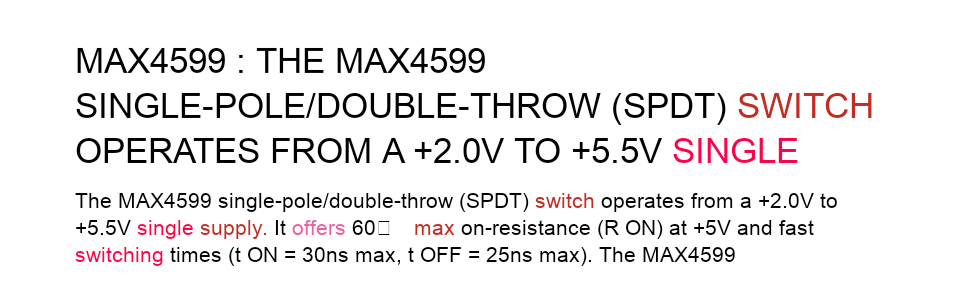 MAX4599 : THE MAX4599
SINGLE-POLE/DOUBLE-THROW (SPDT) SWITCH
OPERATES FROM A +2.0V TO +5.5V SINGLE
The MAX4599 single-pole/double-throw (SPDT) switch operates from a +2.0V to
+5.5V single supply. It offers 60□ max on-resistance (R ON) at +5V and fast
switching times (t ON = 30ns max, t OFF = 25ns max). The MAX4599